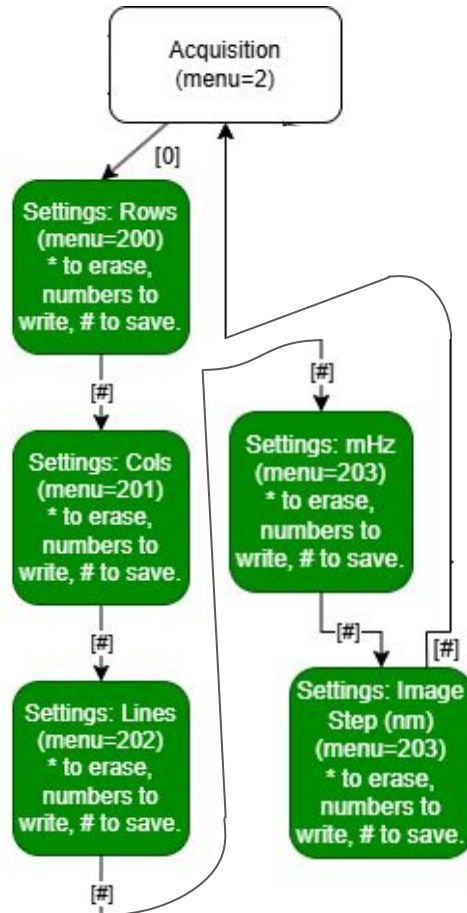 Acquisition
(menu=2)
[0]
Settings: Rows
(menu=200)
* to erase,
numbers to
write, # to save.
[#]
Settings: Cols
(menu=201)
* to erase,
numbers to
write, # to save.
[#]
Settings: Lines
(menu=202)
* to erase,
numbers to
write, # to save.
[#]
[#]
Settings: mHz
(menu=203)
* to erase,
numbers to
write, # to save.
[#]
Settings: Image
Step (nm)
(menu=203)
* to erase,
numbers to
write, # to save.
[#]